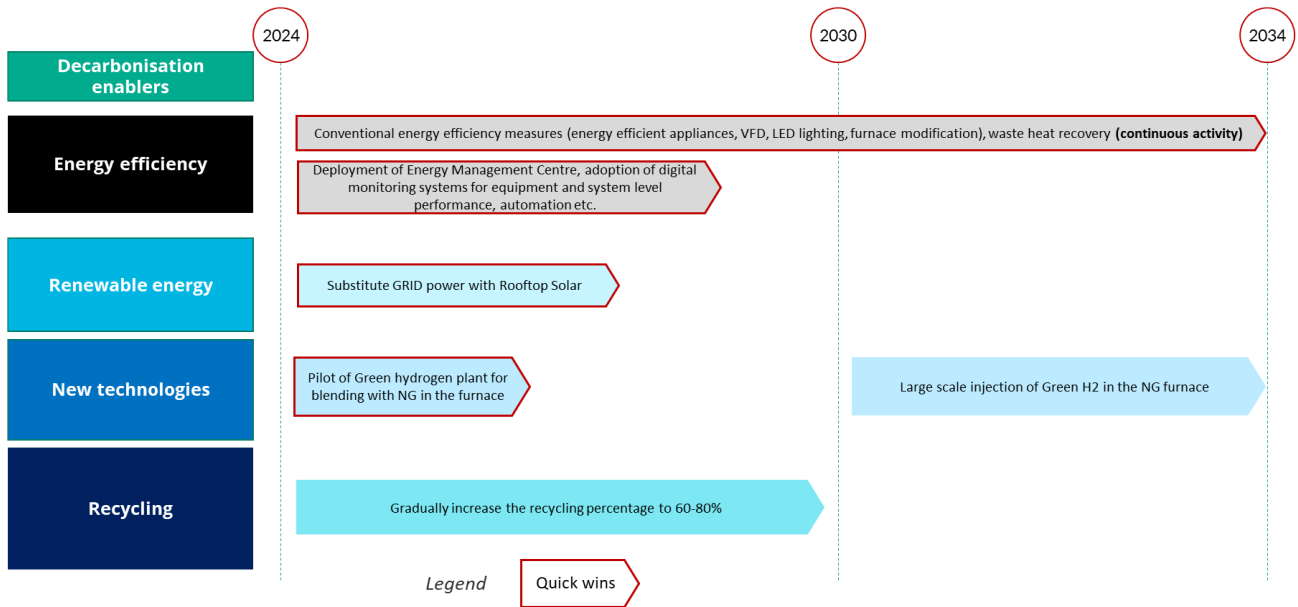 2024
2030
2034
Decarbonisation
enablers
Energy efficiency
Conventional energy efficiency measures (energy efficient appliances, VFD, LED lighting, furnace modification), waste heat recovery (continuous activity)
Deployment of Energy Management Centre, adoption of digital
monitoring systems for equipment and system level
performance, automation etc.
Renewable energy
Substitute GRID power with Rooftop Solar
New technologies
Pilot of Green hydrogen plant for
blending with NG in the furnace
Large scale injection of Green H2 in the NG furnace
Recycling
Gradually increase the recycling percentage to 60-80%
Legend
Quick wins